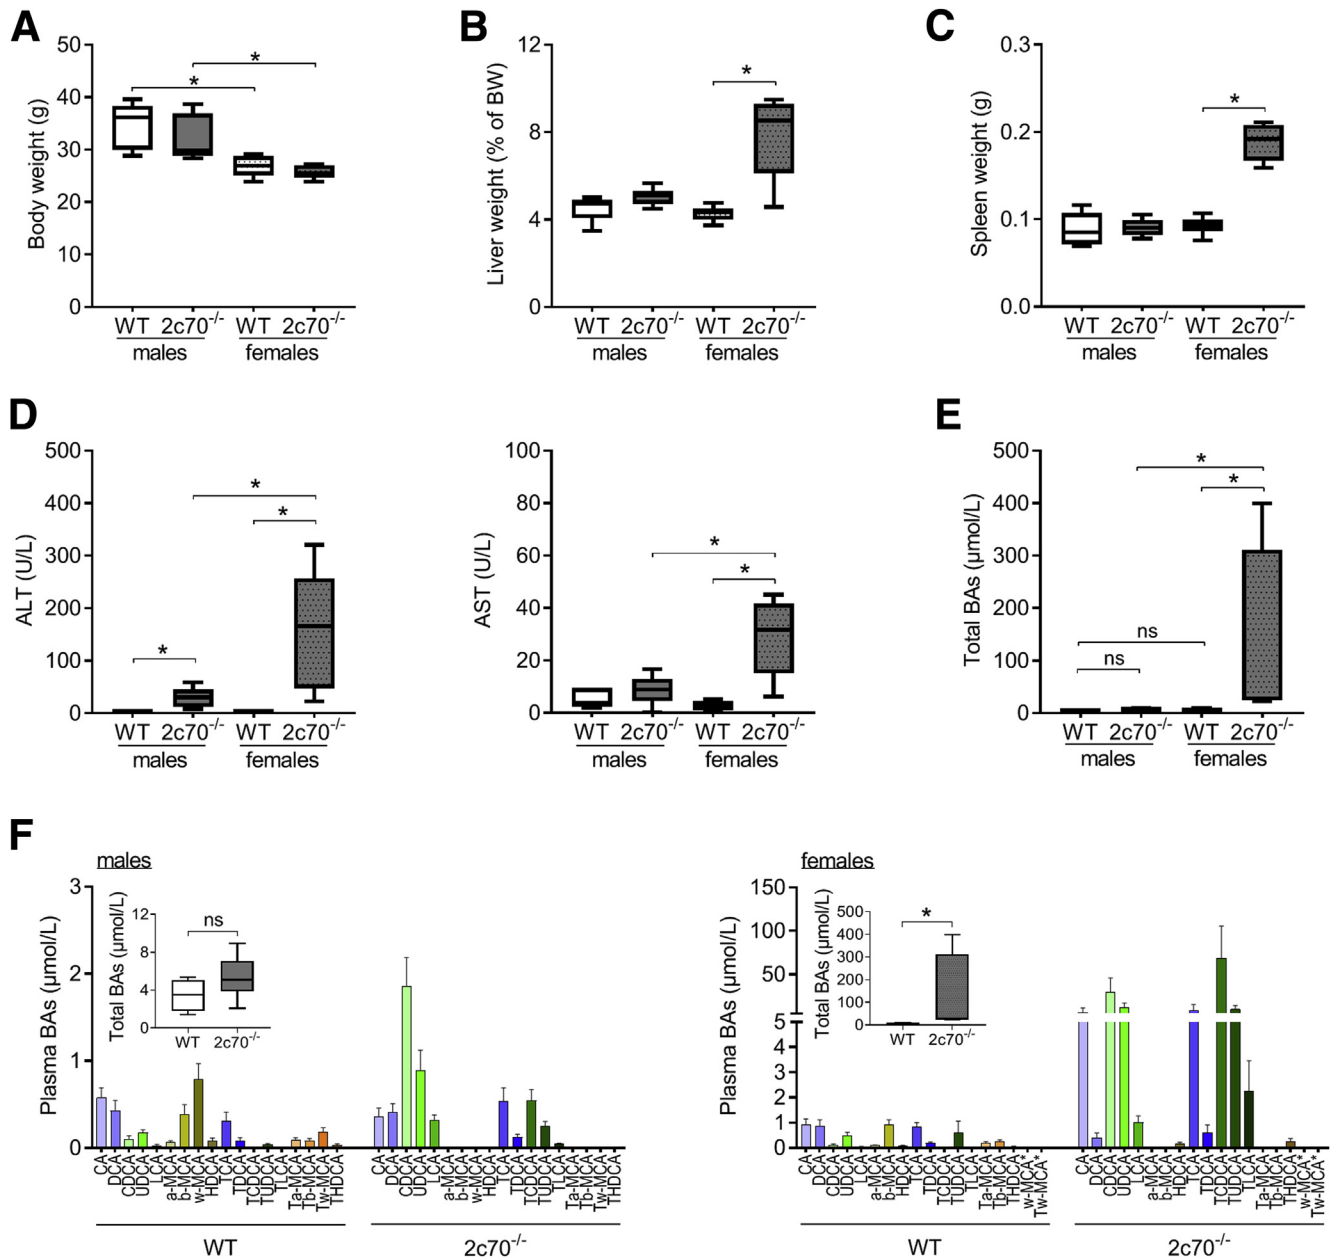 A
Body weight (g)
50
40
30
20
10
0
*
*
WT 2c70-/- WT 2c70-/-
males females
B
Liver weight (% of BW)
12
8
4
0
*
WT 2c70-/- WT 2c70-/-
males females
C
Spleen weight (g)
0.3
0.2
0.1
0.0
*
WT 2c70-/- WT 2c70-/-
males females
D
ALT (U/L)
500
400
300
200
100
0
*
*
*
WT 2c70-/- WT 2c70-/-
males females
AST (U/L)
100
80
60
40
20
0
*
*
WT 2c70-/- WT 2c70-/-
males females
E
Total BAs (µmol/L)
500
400
300
200
100
0
*
*
ns
ns
WT 2c70-/- WT 2c70-/-
males females
F
males
Plasma BAs (µmol/L)
3
2
1
0
Total BAs (µmol/L)
12
8
4
0
ns
WT 2c70-/-
CA
DCA
CDCA
UDCA
LCA
a-MCA
b-MCA
w-MCA
HDCA
TCA
TDCA
TCDCA
TUDCA
TLCA
Ta-MCA
Tb-MCA
Tw-MCA
THDCA
WT
CA
DCA
CDCA
UDCA
LCA
a-MCA
b-MCA
w-MCA
HDCA
TCA
TDCA
TCDCA
TUDCA
TLCA
Ta-MCA
Tb-MCA
Tw-MCA
THDCA
2c70-/-
females
Plasma BAs (µmol/L)
150
100
50
5
4
3
2
1
0
Total BAs (µmol/L)
500
400
300
200
100
0
*
WT 2c70-/-
CA
DCA
CDCA
UDCA
LCA
a-MCA
b-MCA
HDCA
TCA
TDCA
TCDCA
TUDCA
TLCA
Ta-MCA
Tb-MCA
THDCA
w-MCA*
Tw-MCA*
WT
CA
DCA
CDCA
UDCA
LCA
a-MCA
b-MCA
HDCA
TCA
TDCA
TCDCA
TUDCA
TLCA
Ta-MCA
Tb-MCA
THDCA
w-MCA*
Tw-MCA*
2c70-/-